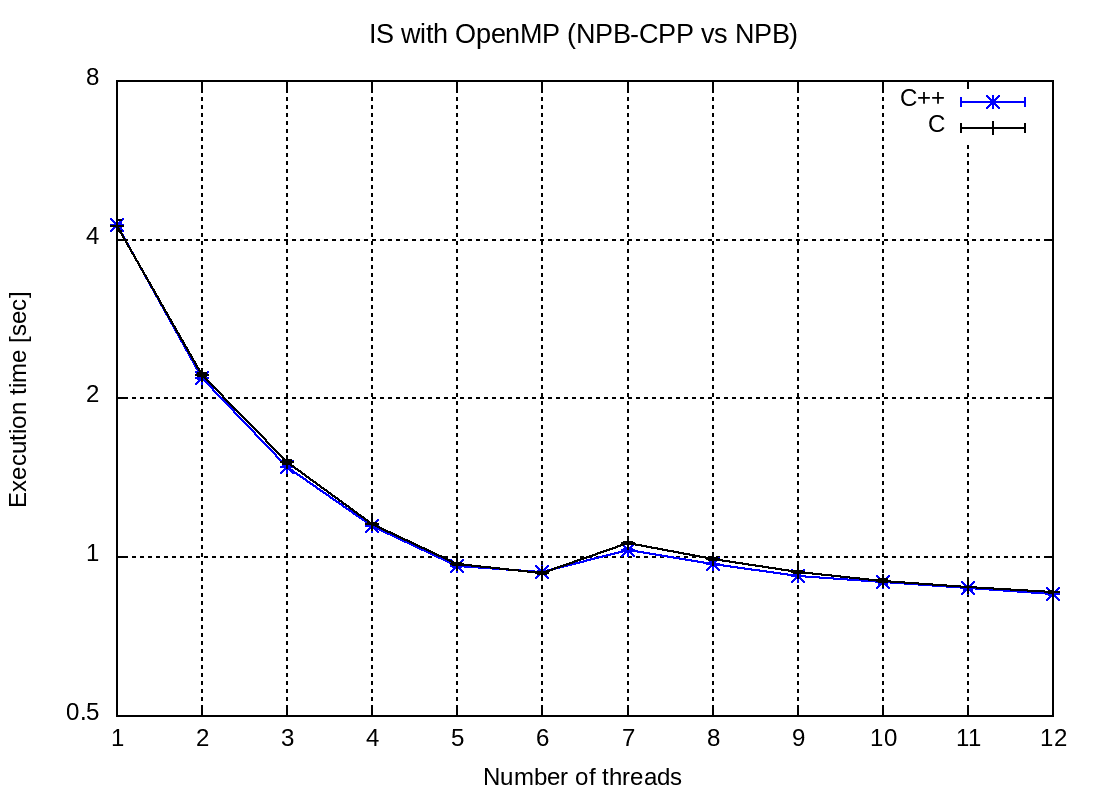 IS with OpenMP (NPB-CPP vs NPB)
C++
C
8
4
2
1
0.5
Execution time [sec]
1 2 3 4 5 6 7 8 9 10 11 12
Number of threads